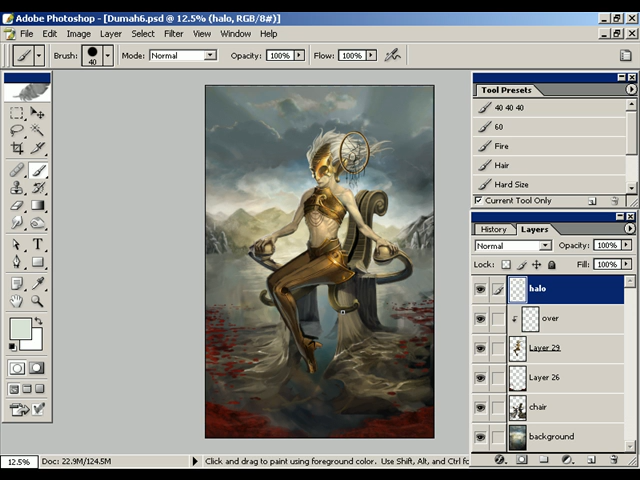 Adobe Photoshop - [Dumah6.psd @ 12.5% (halo, RGB/8#)]
File Edit Image Layer Select Filter View Window Help
Brush: 40 Mode: Normal Opacity: 100% Flow: 100%
Tool Presets
40 40 40
60
Fire
Hair
Hard Size
Current Tool Only
History Layers
Normal Opacity: 100%
Lock: Fill: 100%
halo
over
Layer 29
Layer 26
chair
background
T
12.5% Doc: 22.9M/124.5M Click and drag to paint using foreground color. Use Shift, Alt, and Ctrl fo